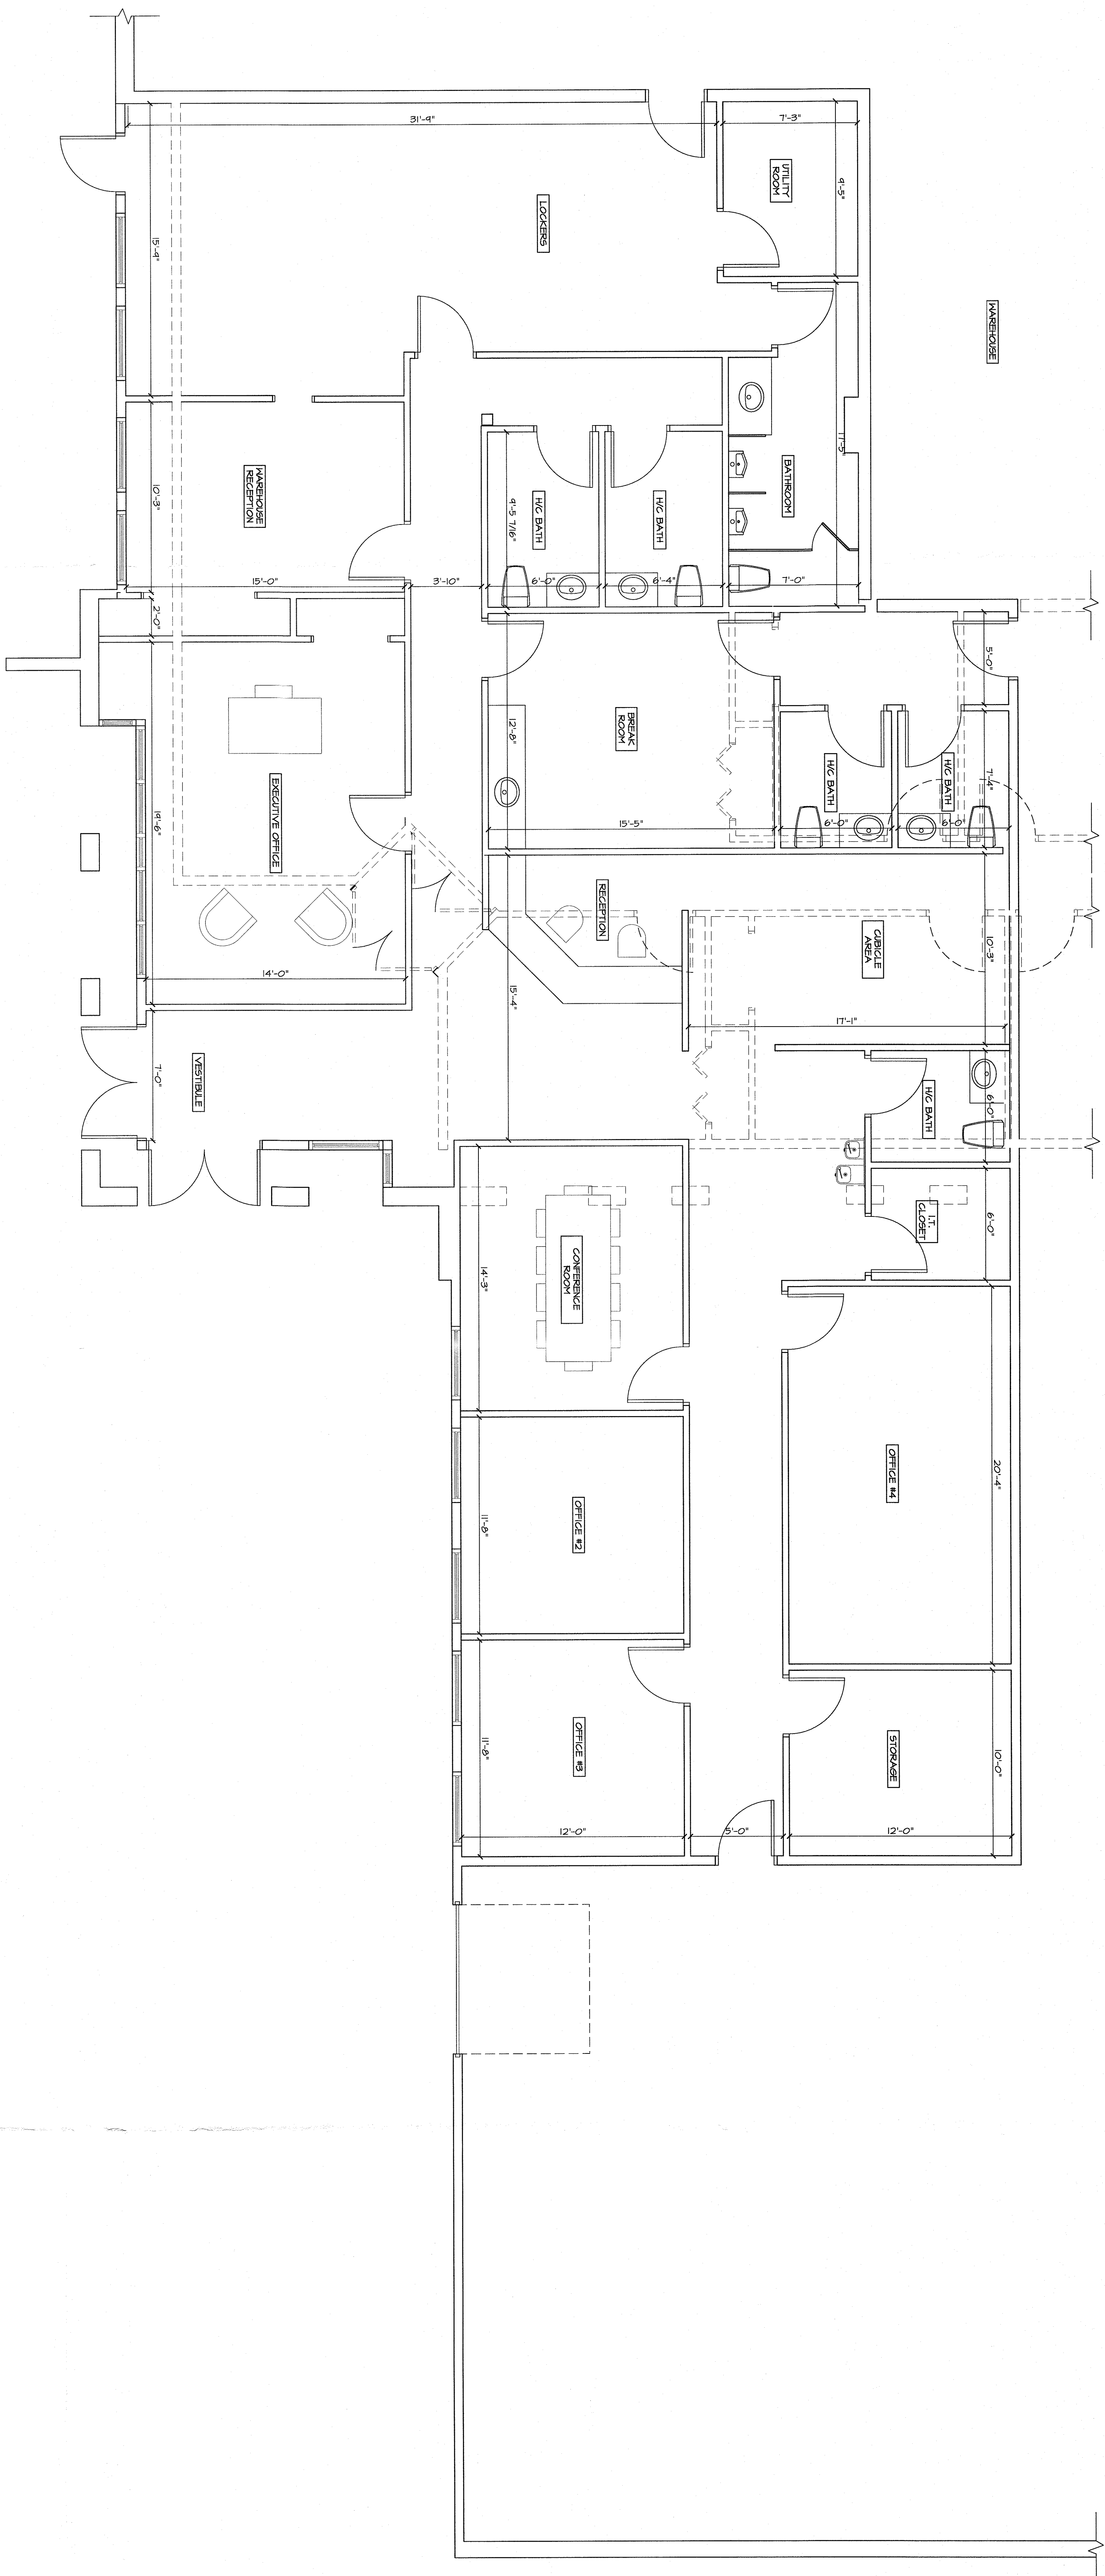 31'-9"
7'-3"
UTILITY
ROOM
9'-5"
LOCKERS
15'-9"
WAREHOUSE
WAREHOUSE
RECEPTION
10'-3"
15'-0"
3'-10"
H/C BATH
9'-5 7/16"
6'-0"
H/C BATH
6'-4"
BATHROOM
17'-5"
7'-0"
2'-0"
EXECUTIVE OFFICE
19'-6"
14'-0"
BREAK
ROOM
12'-8"
15'-5"
H/C BATH
6'-0"
H/C BATH
6'-0"
5'-0"
7'-4"
RECEPTION
15'-4"
CUBICLE
AREA
10'-3"
17'-1"
VESTIBULE
7'-0"
H/C BATH
6'-0"
I.T.
CLOSET
6'-0"
CONFERENCE
ROOM
14'-3"
OFFICE #2
11'-8"
OFFICE #4
20'-4"
OFFICE #3
11'-8"
STORAGE
10'-0"
12'-0"
5'-0"
12'-0"